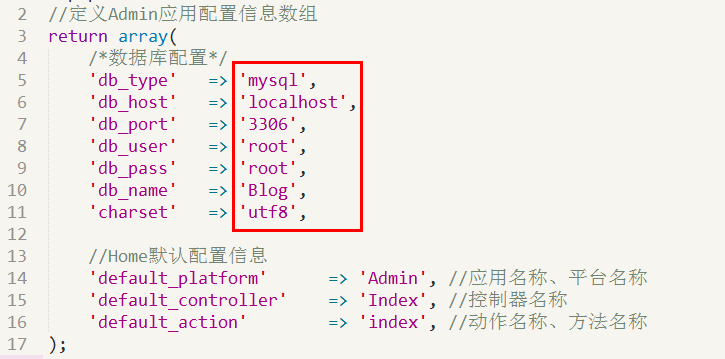 2 //定义Admin应用配置信息数组
3 return array(
4 /*数据库配置*/
5 'db_type' => 'mysql',
6 'db_host' => 'localhost',
7 'db_port' => '3306',
8 'db_user' => 'root',
9 'db_pass' => 'root',
10 'db_name' => 'Blog',
11 'charset' => 'utf8',
12
13 //Home默认配置信息
14 'default_platform' => 'Admin', //应用名称、平台名称
15 'default_controller' => 'Index', //控制器名称
16 'default_action' => 'index', //动作名称、方法名称
17 );